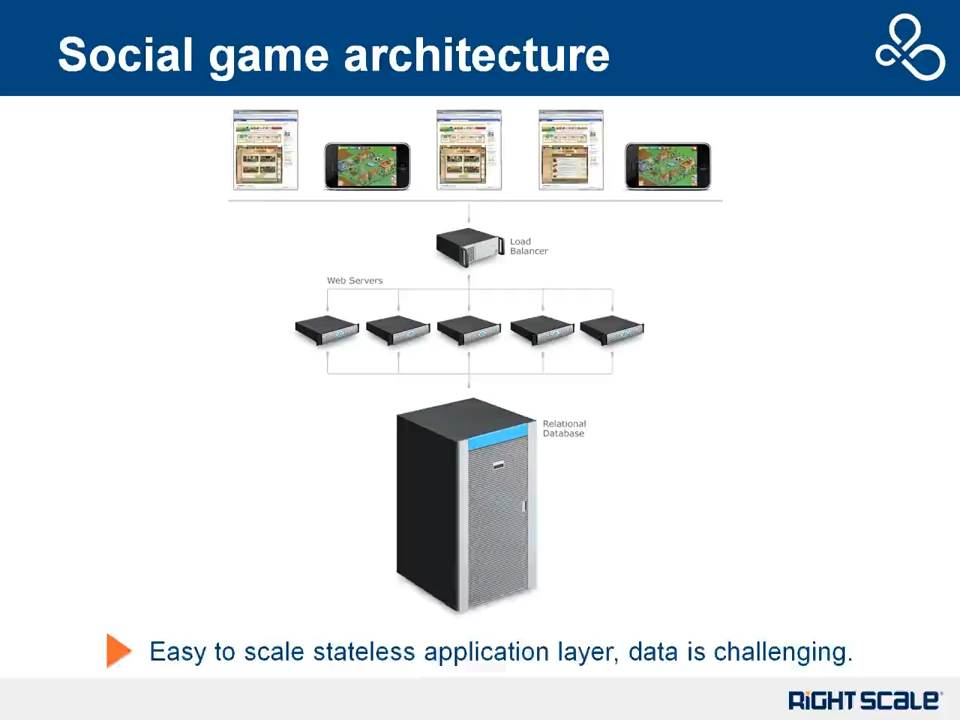 Social game architecture
Load
Balancer
Web Servers
Relational
Database
Easy to scale stateless application layer, data is challenging.
RIGHTSCALE